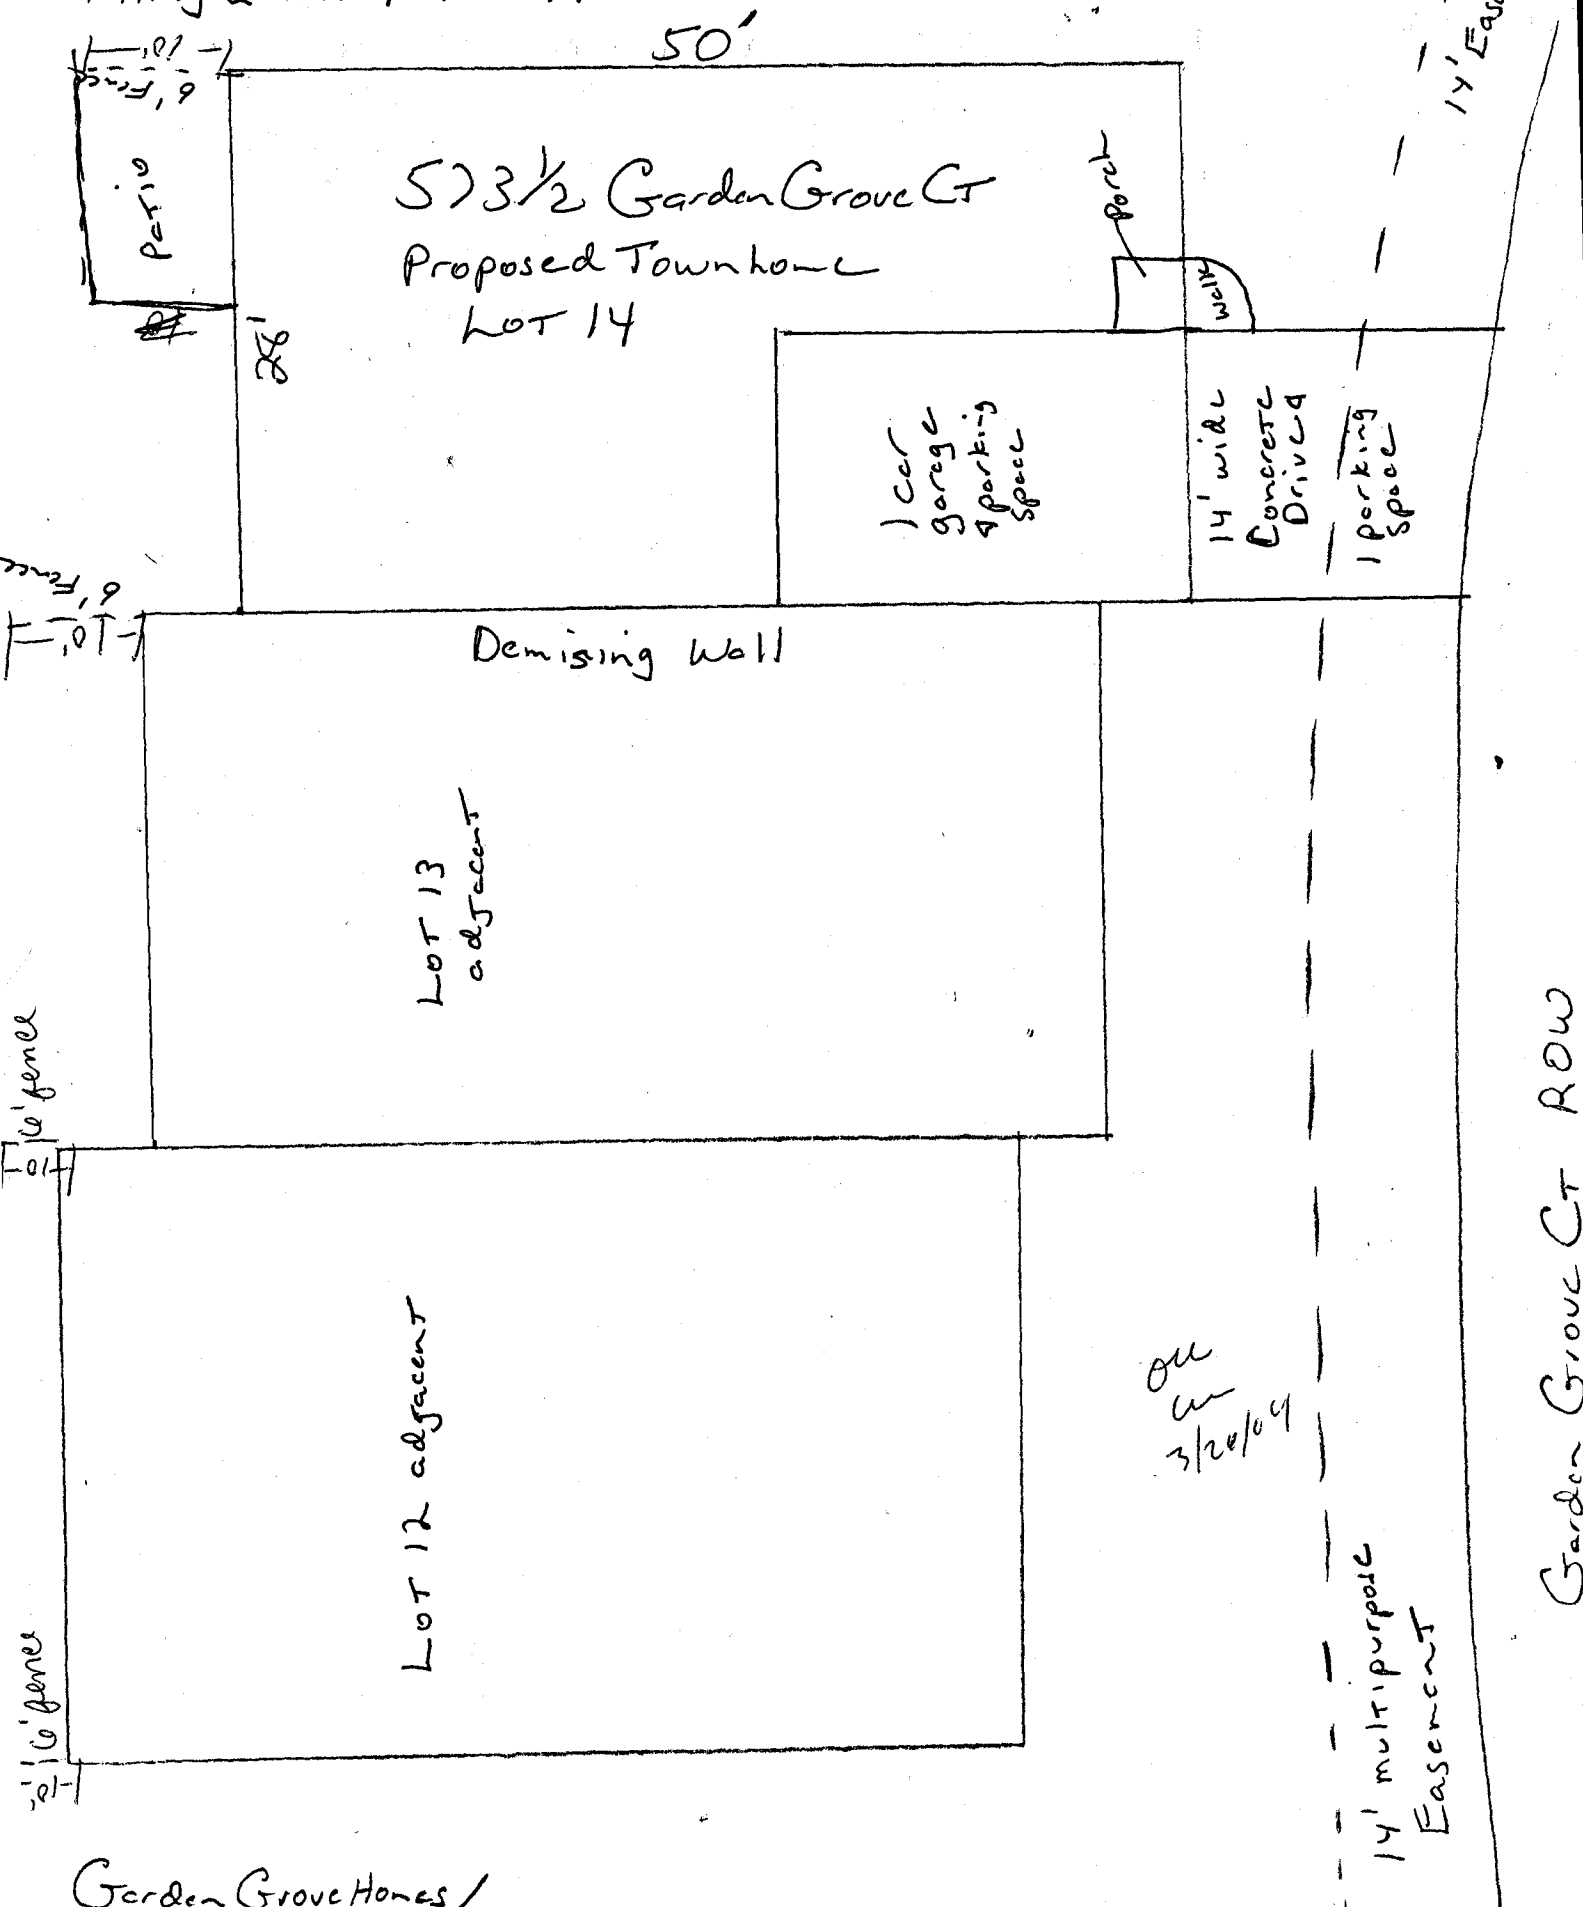 50'
10'
6' Fence
Patio
573 1/2 Garden Grove CT
Proposed Townhome
LOT 14
28'
Porch
walk
14' Ease
1 car
garage
& parking
space
14' wide
Concrete
Drive &
1 parking
space
6' Fence
10'
Demising Wall
LOT 13
adjacent
6' fence
10
LOT 12 adjacent
6' fence
10'
3/20/04
14' multipurpose
Easement
Garden Grove CT ROW
Garden Grove Homes/